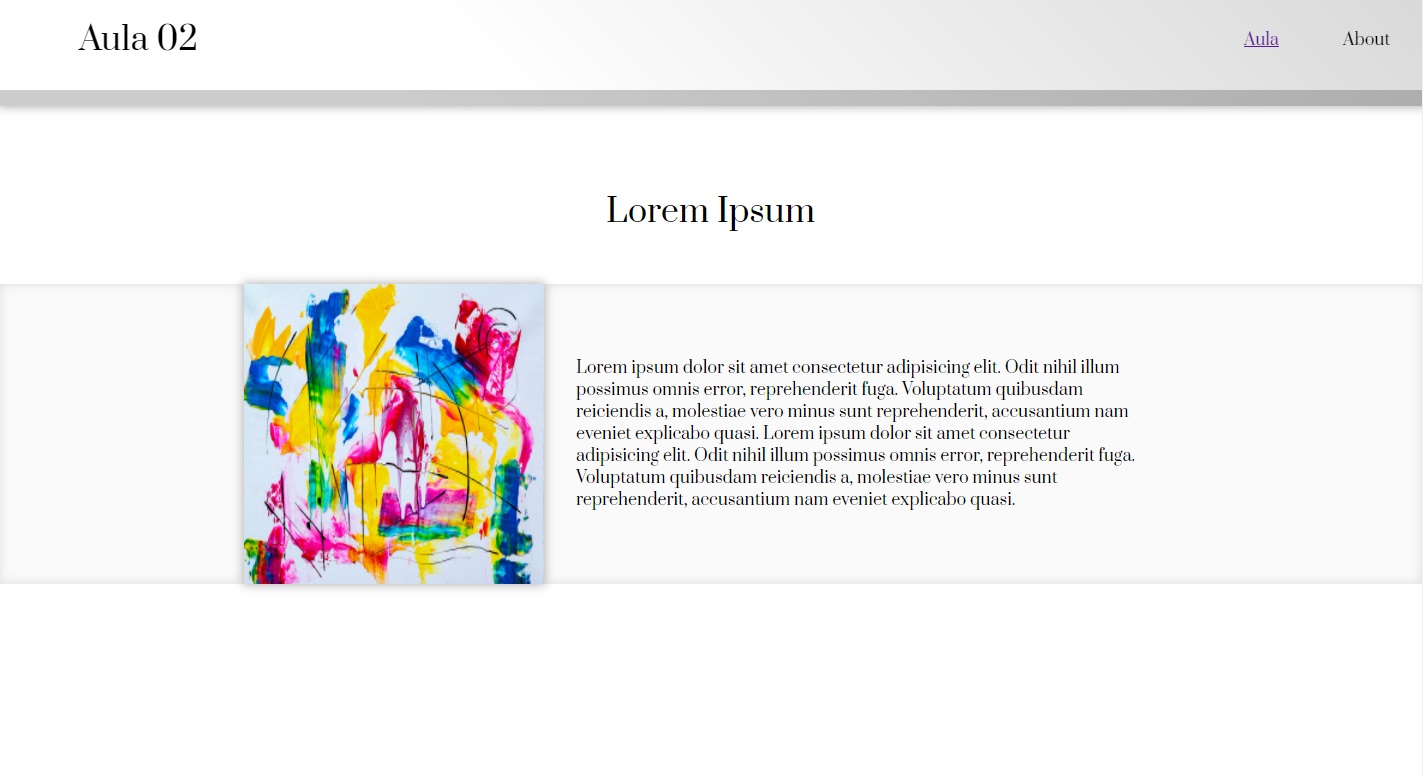 Aula 02
Aula
About
Lorem Ipsum
Lorem ipsum dolor sit amet consectetur adipisicing elit. Odit nihil illum
possimus omnis error, reprehenderit fuga. Voluptatum quibusdam
reiciendis a, molestiae vero minus sunt reprehenderit, accusantium nam
eveniet explicabo quasi. Lorem ipsum dolor sit amet consectetur
adipisicing elit. Odit nihil illum possimus omnis error, reprehenderit fuga.
Voluptatum quibusdam reiciendis a, molestiae vero minus sunt
reprehenderit, accusantium nam eveniet explicabo quasi.